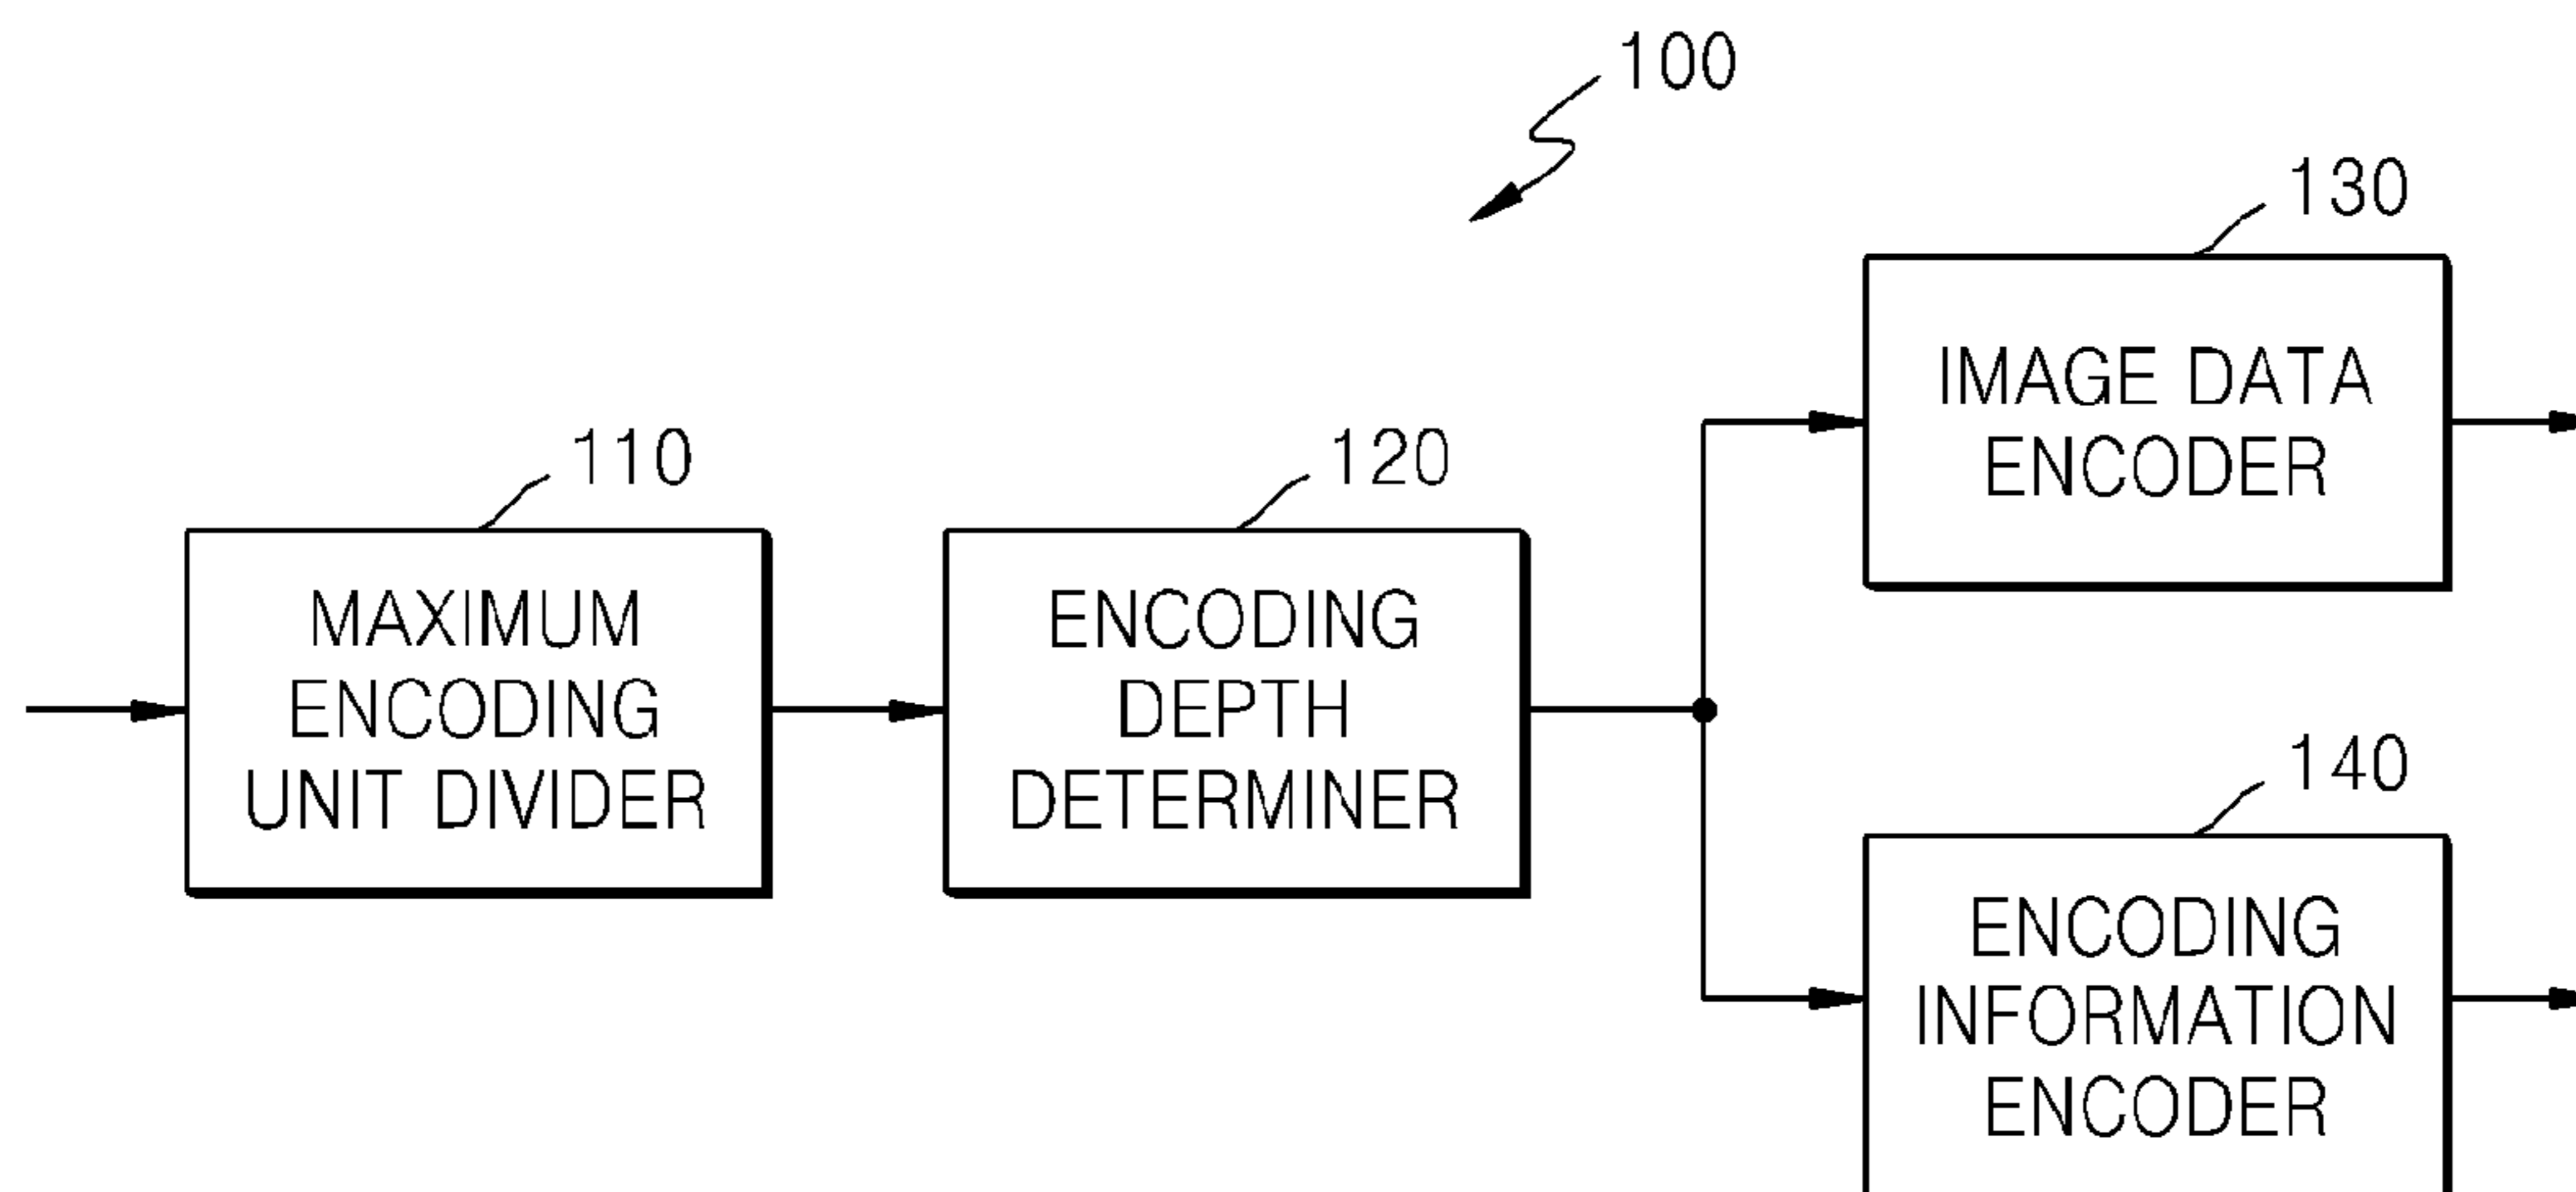 100
130
IMAGE DATA
ENCODER
110
120
MAXIMUM
ENCODING
UNIT DIVIDER
ENCODING
DEPTH
DETERMINER
140
ENCODING
INFORMATION
ENCODER